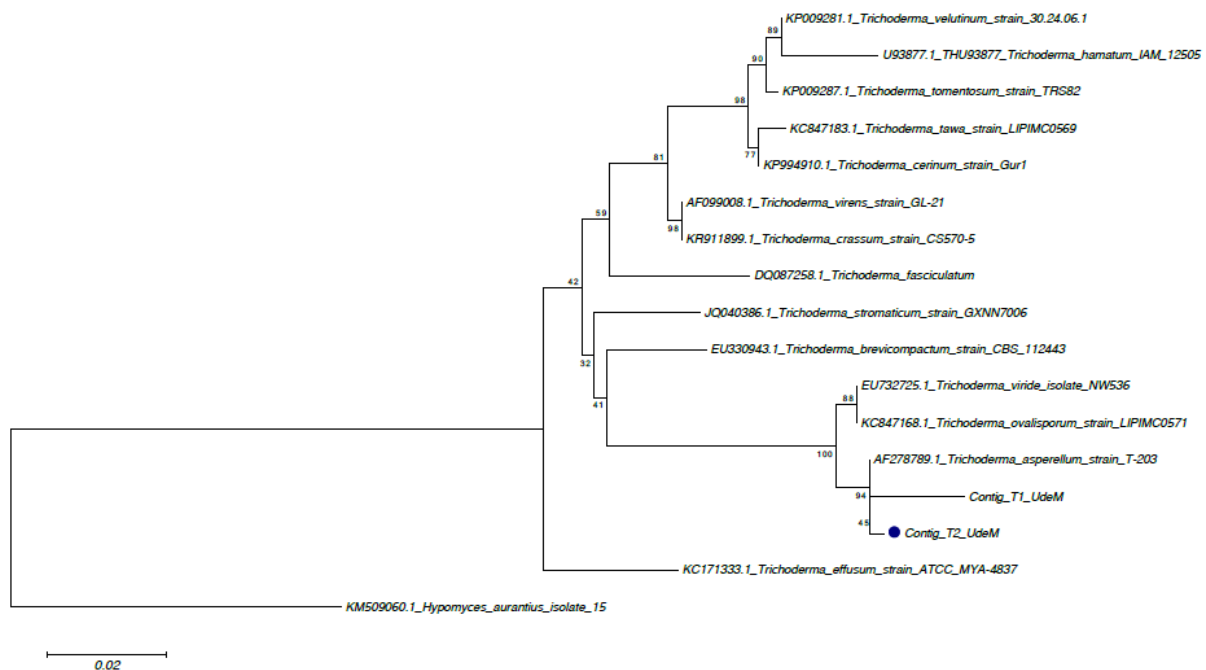 KP009281.1_Trichoderma_velutinum_strain_30.24.06.1
89
U93877.1_THU93877_Trichoderma_hamatum_IAM_12505
90
KP009287.1_Trichoderma_tomentosum_strain_TRS82
98
KC847183.1_Trichoderma_tawa_strain_LIPIMC0569
77
KP994910.1_Trichoderma_cerinum_strain_Gur1
81
AF099008.1_Trichoderma_virens_strain_GL-21
59
98
KR911899.1_Trichoderma_crassum_strain_CS570-5
DQ087258.1_Trichoderma_fasciculatum
42
JQ040386.1_Trichoderma_stromaticum_strain_GXNN7006
EU330943.1_Trichoderma_brevicompactum_strain_CBS_112443
32
EU732725.1_Trichoderma_viride_isolate_NW536
88
41
KC847168.1_Trichoderma_ovalisporum_strain_LIPIMC0571
100
AF278789.1_Trichoderma_asperellum_strain_T-203
94
Contig_T1_UdeM
45
Contig_T2_UdeM
KC171333.1_Trichoderma_effusum_strain_ATCC_MYA-4837
KM509060.1_Hypomyces_aurantius_isolate_15
0.02